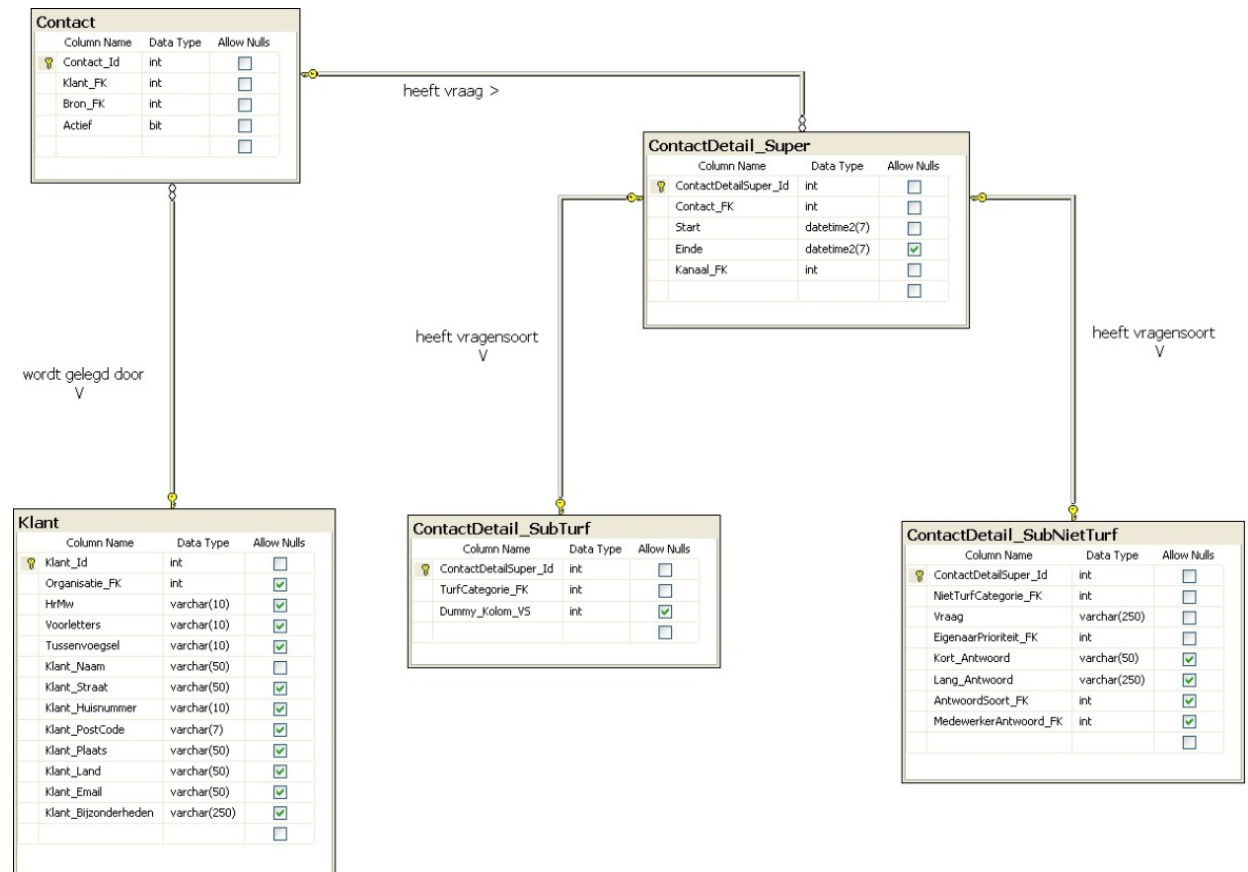 Contact
Column Name Data Type Allow Nulls
Contact_Id int
Klant_FK int
Bron_FK int
Actief bit
heeft vraag >
ContactDetail_Super
Column Name Data Type Allow Nulls
ContactDetailSuper_Id int
Contact_FK int
Start datetime2(7)
Einde datetime2(7)
Kanaal_FK int
wordt gelegd door
V
heeft vragensoort
V
heeft vragensoort
V
Klant
Column Name Data Type Allow Nulls
Klant_Id int
Organisatie_FK int
HrMw varchar(10)
Voorletters varchar(10)
Tussenvoegsel varchar(10)
Klant_Naam varchar(50)
Klant_Straat varchar(50)
Klant_Huisnummer varchar(10)
Klant_PostCode varchar(7)
Klant_Plaats varchar(50)
Klant_Land varchar(50)
Klant_Email varchar(50)
Klant_Bijzonderheden varchar(250)
ContactDetail_SubTurf
Column Name Data Type Allow Nulls
ContactDetailSuper_Id int
TurfCategorie_FK int
Dummy_Kolom_VS int
ContactDetail_SubNietTurf
Column Name Data Type Allow Nulls
ContactDetailSuper_Id int
NietTurfCategorie_FK int
Vraag varchar(250)
EigenaarPrioriteit_FK int
Kort_Antwoord varchar(50)
Lang_Antwoord varchar(250)
AntwoordSoort_FK int
MedewerkerAntwoord_FK int